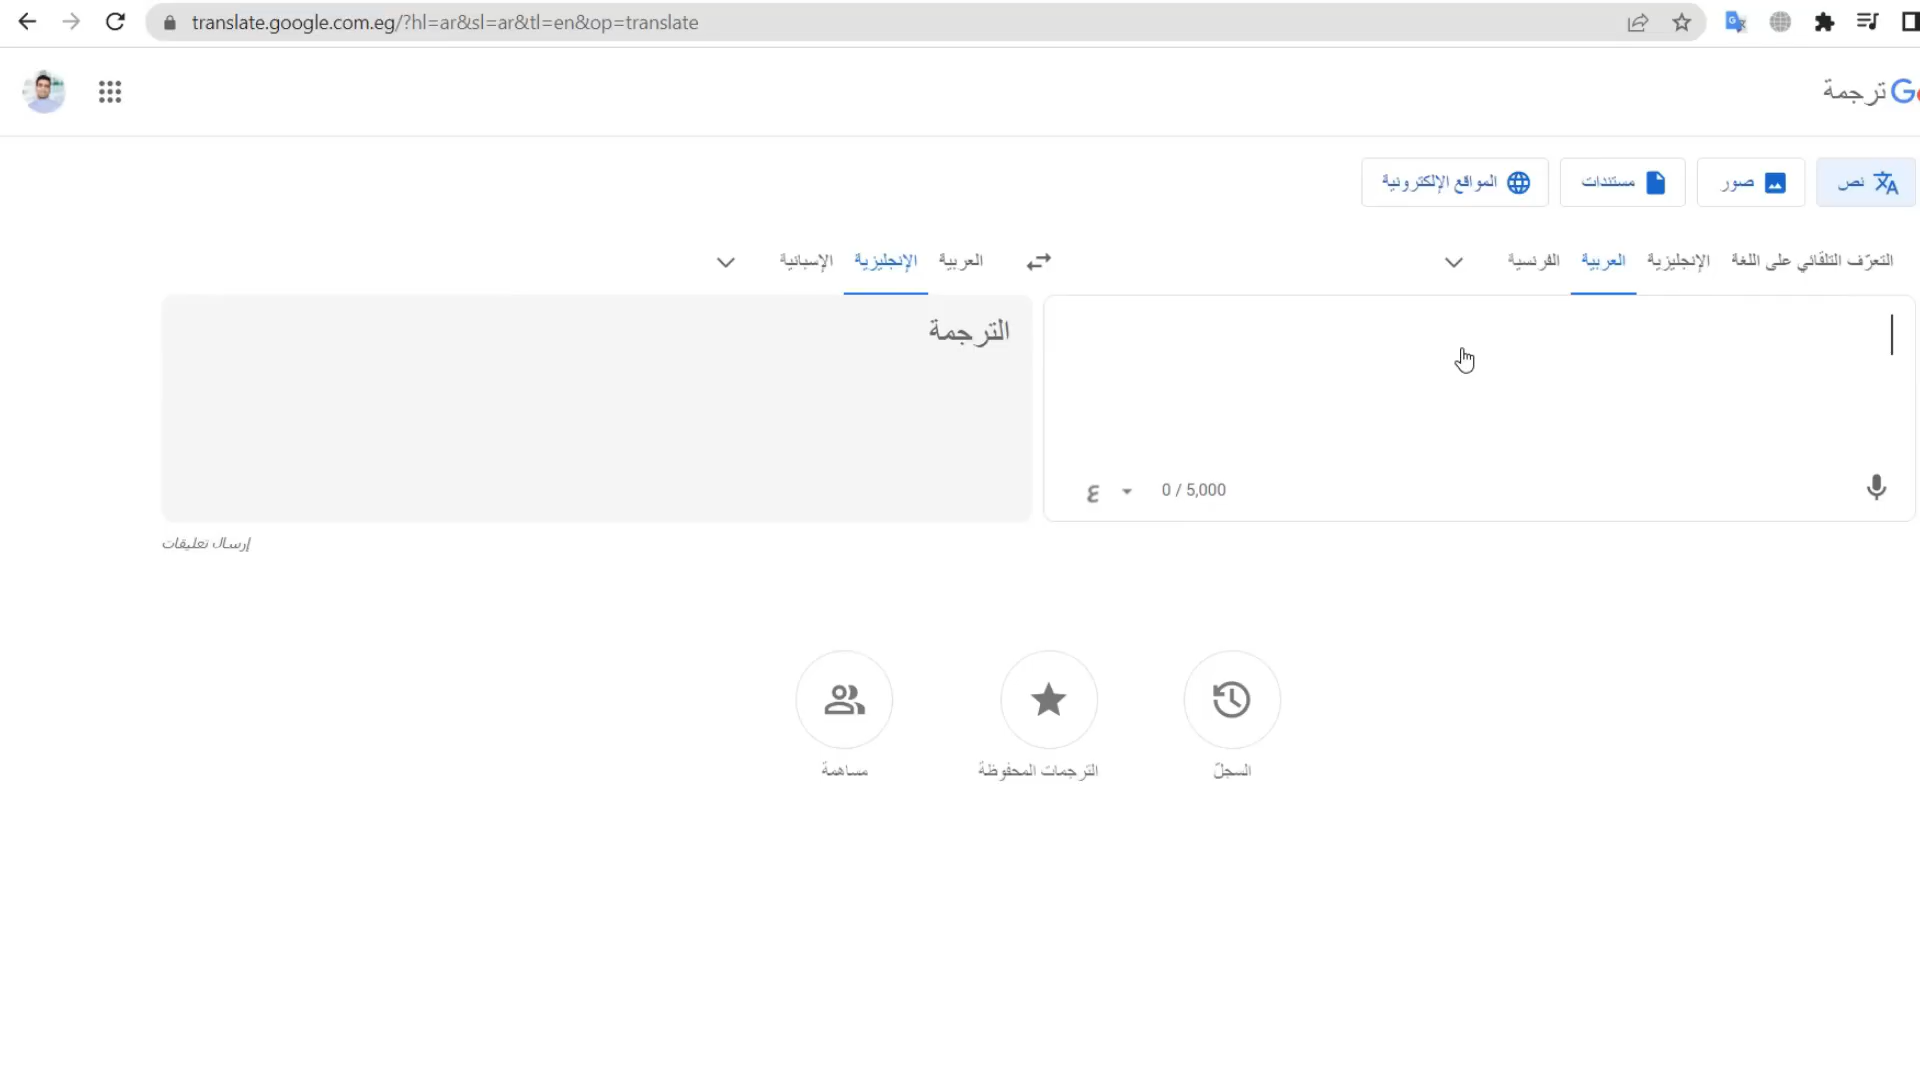 translate.google.com.eg/?hl=ar&sl=ar&tl=en&op=translate
ترجمة
نص
صور
مستندات
المواقع الإلكترونية
التعرّف التلقائي على اللغة
الإنجليزية
العربية
الفرنسية
العربية
الإنجليزية
الإسبانية
الترجمة
0 / 5,000
ع
إرسال تعليقات
السجلّ
الترجمات المحفوظة
مساهمة